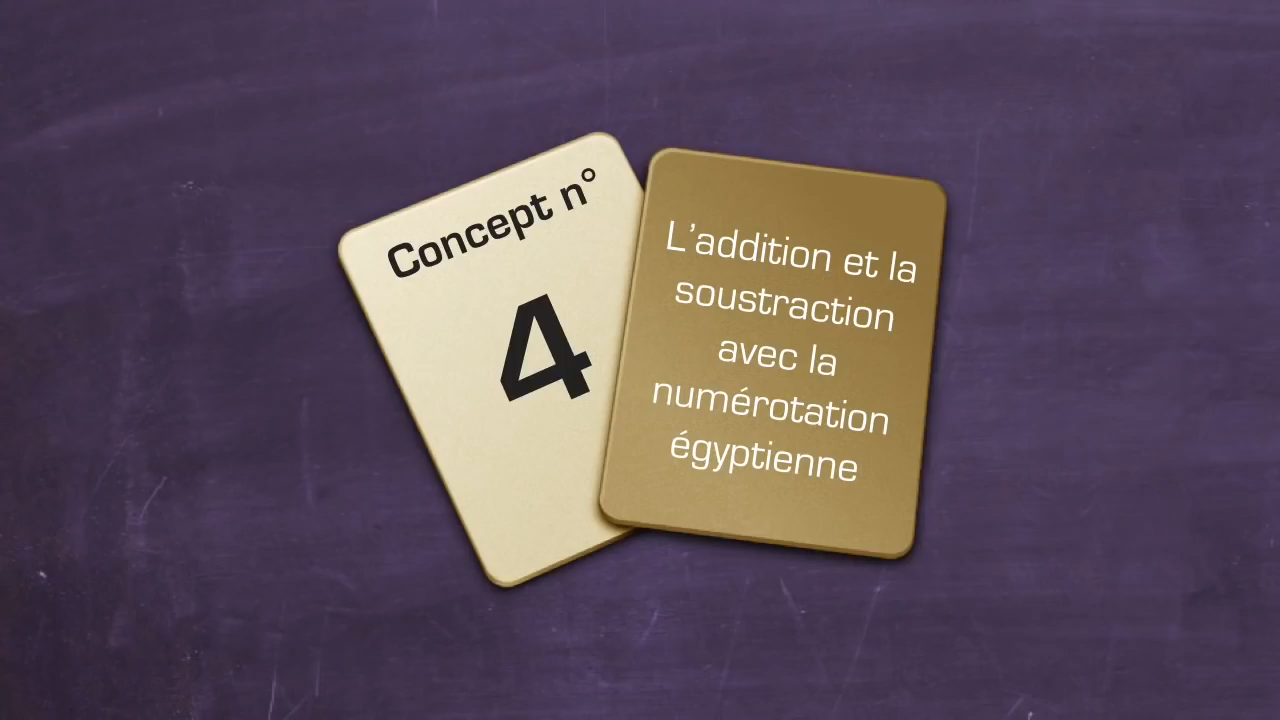 Concept n°
4
L'addition et la
soustraction
avec la
numérotation
égyptienne